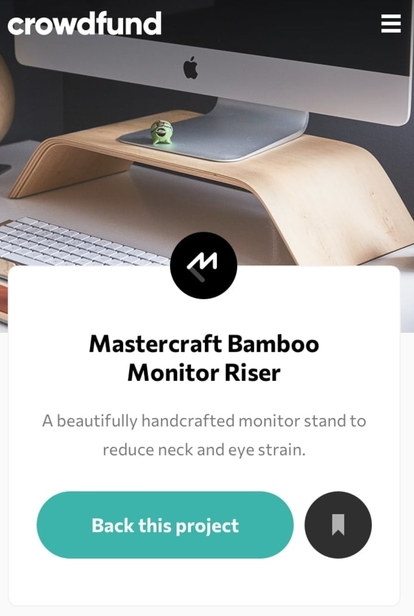 crowdfund
Mastercraft Bamboo
Monitor Riser
A beautifully handcrafted monitor stand to
reduce neck and eye strain.
Back this project